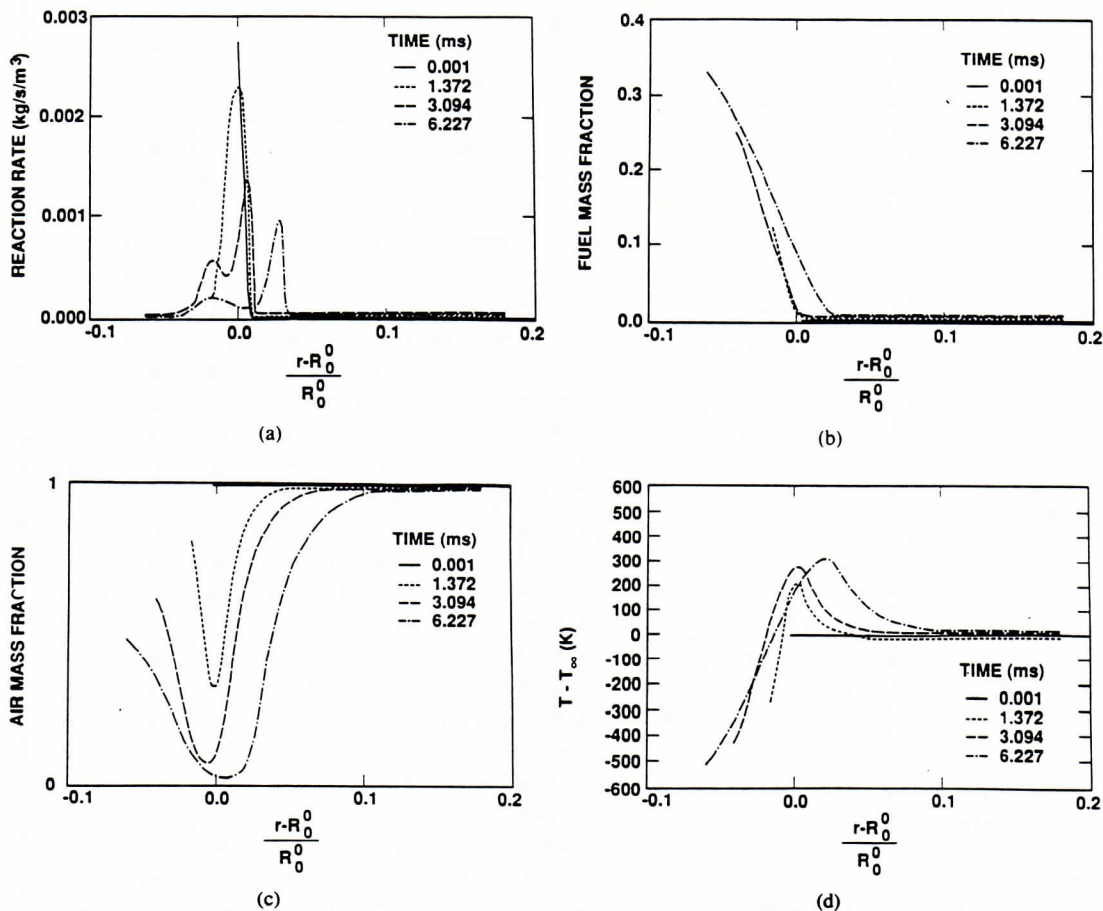 0.003
0.002
0.001
0.000
REACTION RATE (kg/s/m³)
-0.1
0.0
0.1
0.2
TIME (ms)
0.001
1.372
3.094
6.227
r-R₀⁰
R₀⁰
(a)
0.4
0.3
0.2
0.1
0.0
FUEL MASS FRACTION
-0.1
0.0
0.1
0.2
TIME (ms)
0.001
1.372
3.094
6.227
r-R₀⁰
R₀⁰
(b)
1
0
AIR MASS FRACTION
-0.1
0.0
0.1
0.2
TIME (ms)
0.001
1.372
3.094
6.227
r-R₀⁰
R₀⁰
(c)
600
500
400
300
200
100
0
-100
-200
-300
-400
-500
-600
T - T∞ (K)
-0.1
0.0
0.1
0.2
TIME (ms)
0.001
1.372
3.094
6.227
r-R₀⁰
R₀⁰
(d)